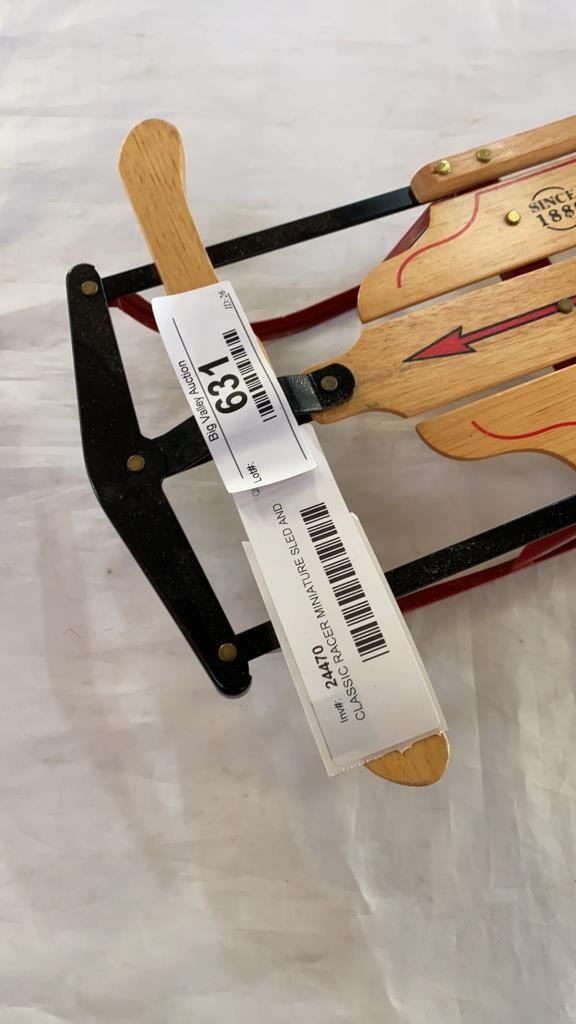 SINCE
Big Valley Auction
631
Lot#:
Inv#: 24470
CLASSIC RACER MINIATURE SLED AND